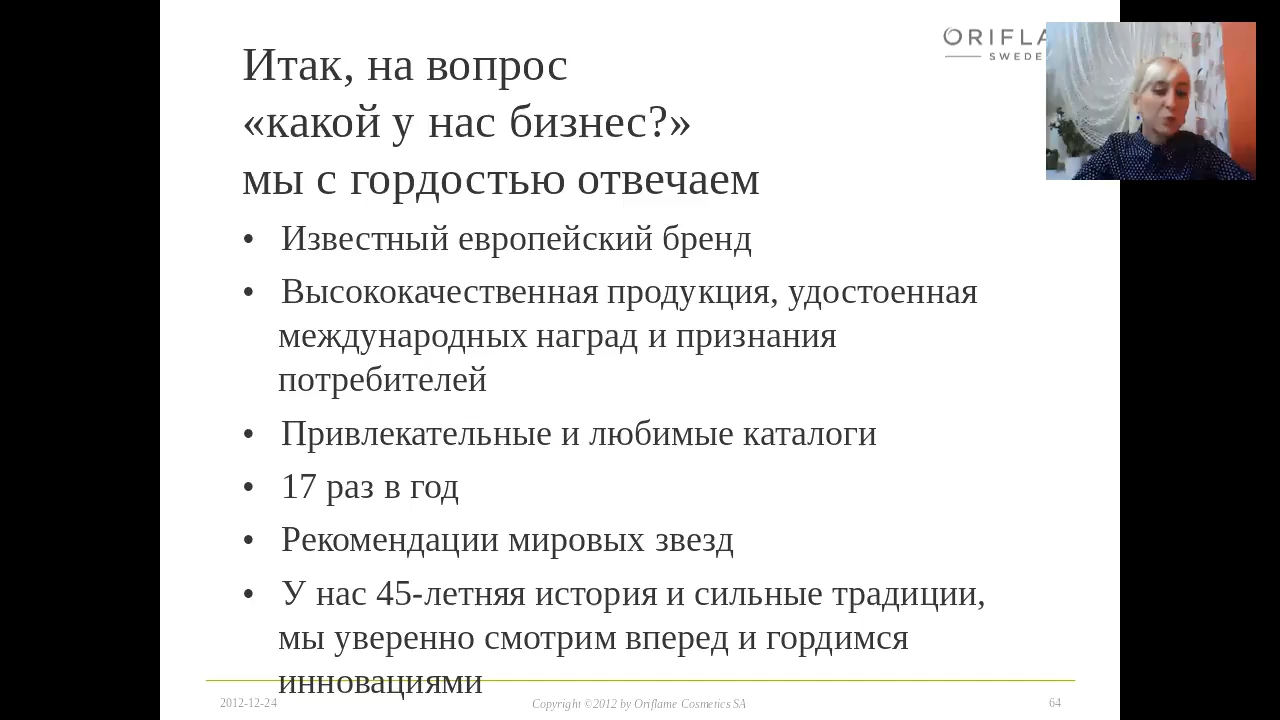 ORIFLA
SWEDE
Итак, на вопрос
«какой у нас бизнес?»
мы с гордостью отвечаем
• Известный европейский бренд
• Высококачественная продукция, удостоенная
международных наград и признания
потребителей
• Привлекательные и любимые каталоги
• 17 раз в год
• Рекомендации мировых звезд
• У нас 45-летняя история и сильные традиции,
мы уверенно смотрим вперед и гордимся
инновациями
2012-12-24
Copyright ©2012 by Oriflame Cosmetics SA
64